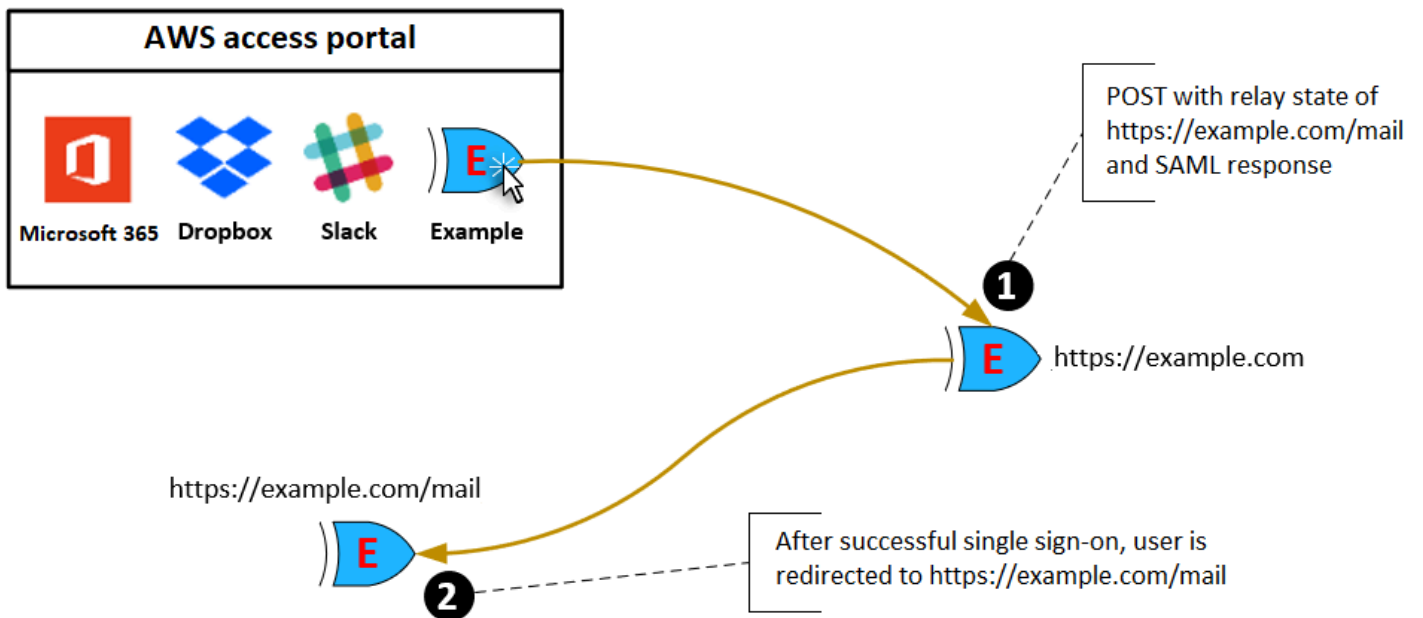 AWS access portal
E
Microsoft 365
Dropbox
Slack
Example
POST with relay state of
https://example.com/mail
and SAML response
1
E
https://example.com
https://example.com/mail
E
2
After successful single sign-on, user is
redirected to https://example.com/mail